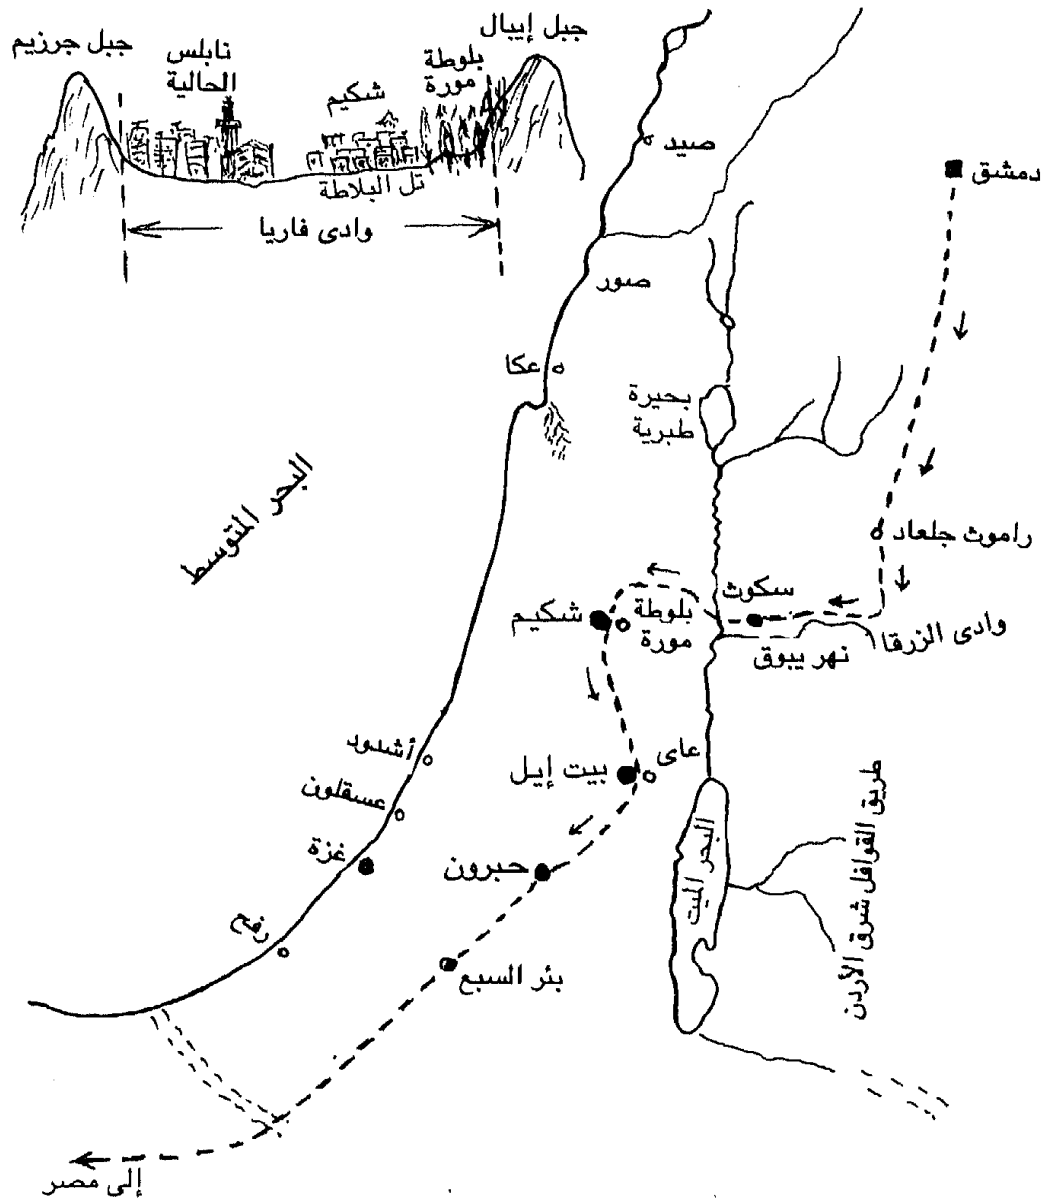 جبل إيبال
جبل جرزيم
نابلس
الحالية
بلوطة
مورة
شكيم
تل البلاطة
وادى فاريا
صيد
دمشق
صور
عكا
بحيرة
طبرية
البحر المتوسط
راموث جلعاد
سكوث
شكيم
بلوطة
مورة
وادى الزرقا
نهر يبوق
أشدود
عاى
بيت إيل
عسقلون
طريق القوافل شرق الأردن
البحر الميت
غزة
حبرون
رفح
بئر السبع
إلى مصر